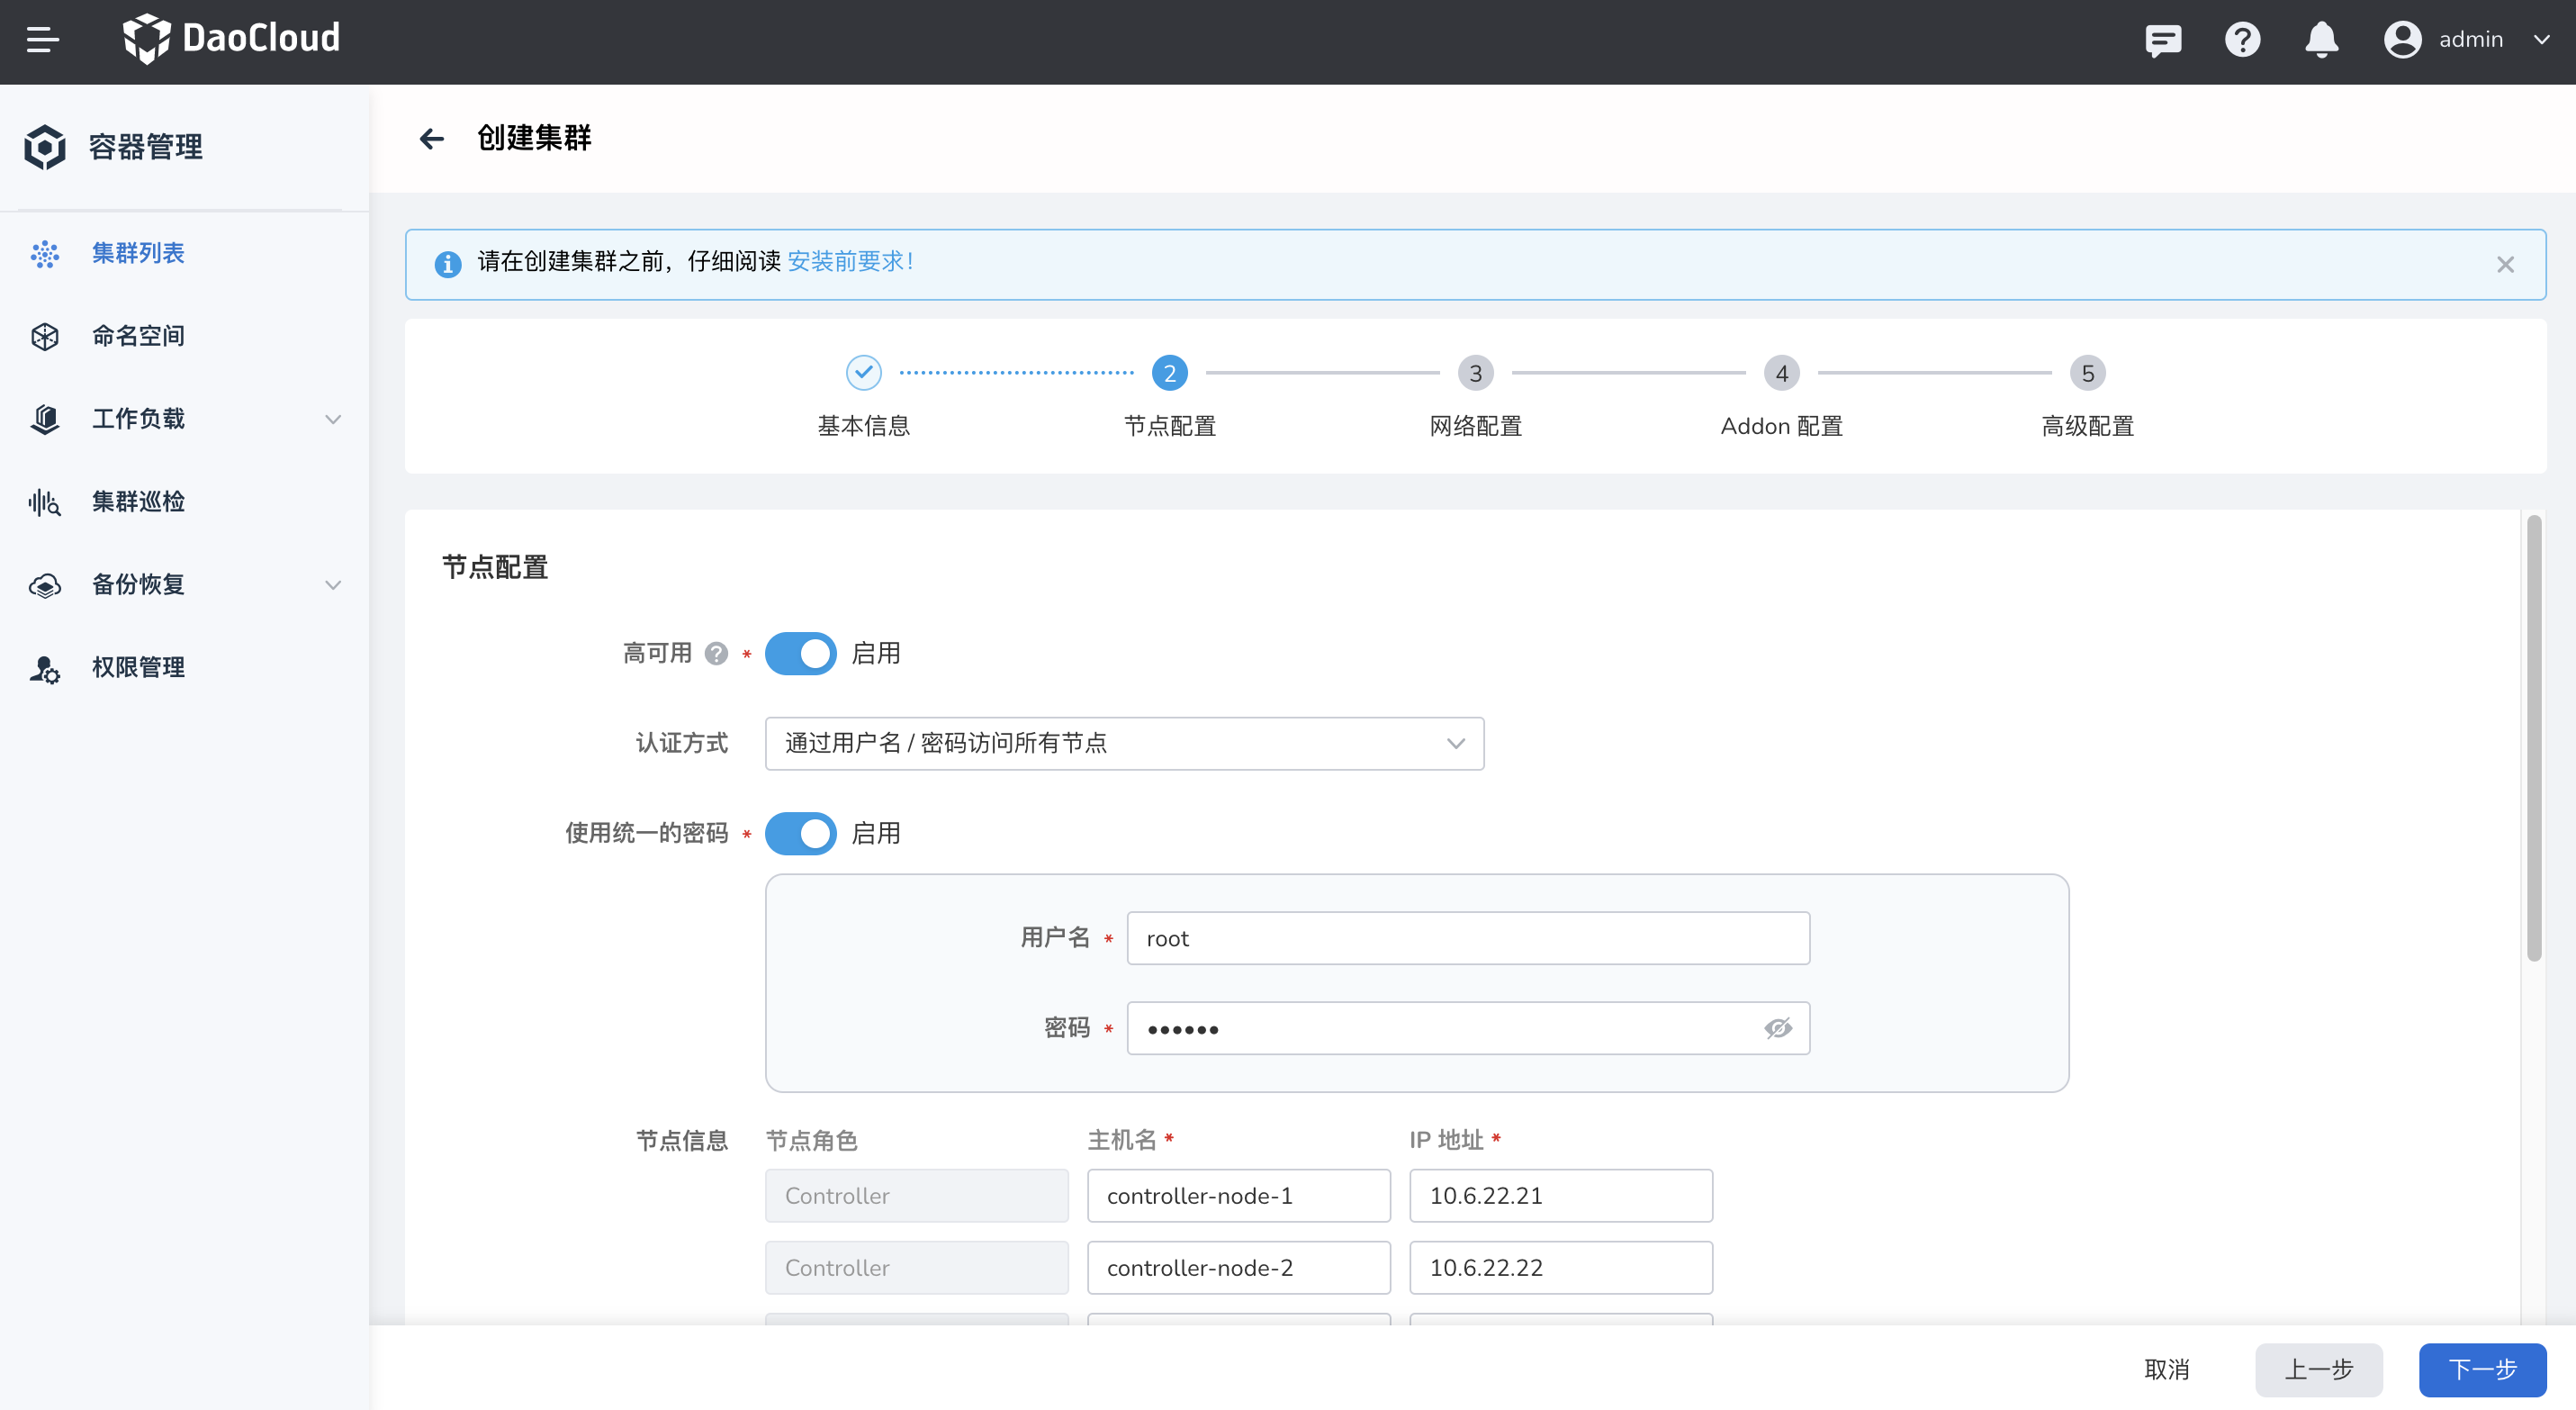 DaoCloud
admin
容器管理
集群列表
命名空间
工作负载
集群巡检
备份恢复
权限管理
创建集群
请在创建集群之前，仔细阅读 安装前要求！
2
3
4
5
基本信息
节点配置
网络配置
Addon 配置
高级配置
节点配置
高可用 ? * 启用
认证方式 通过用户名 / 密码访问所有节点
使用统一的密码 * 启用
用户名 * root
密码 * ••••••
节点信息 节点角色 主机名 * IP 地址 *
Controller controller-node-1 10.6.22.21
Controller controller-node-2 10.6.22.22
取消 上一步 下一步